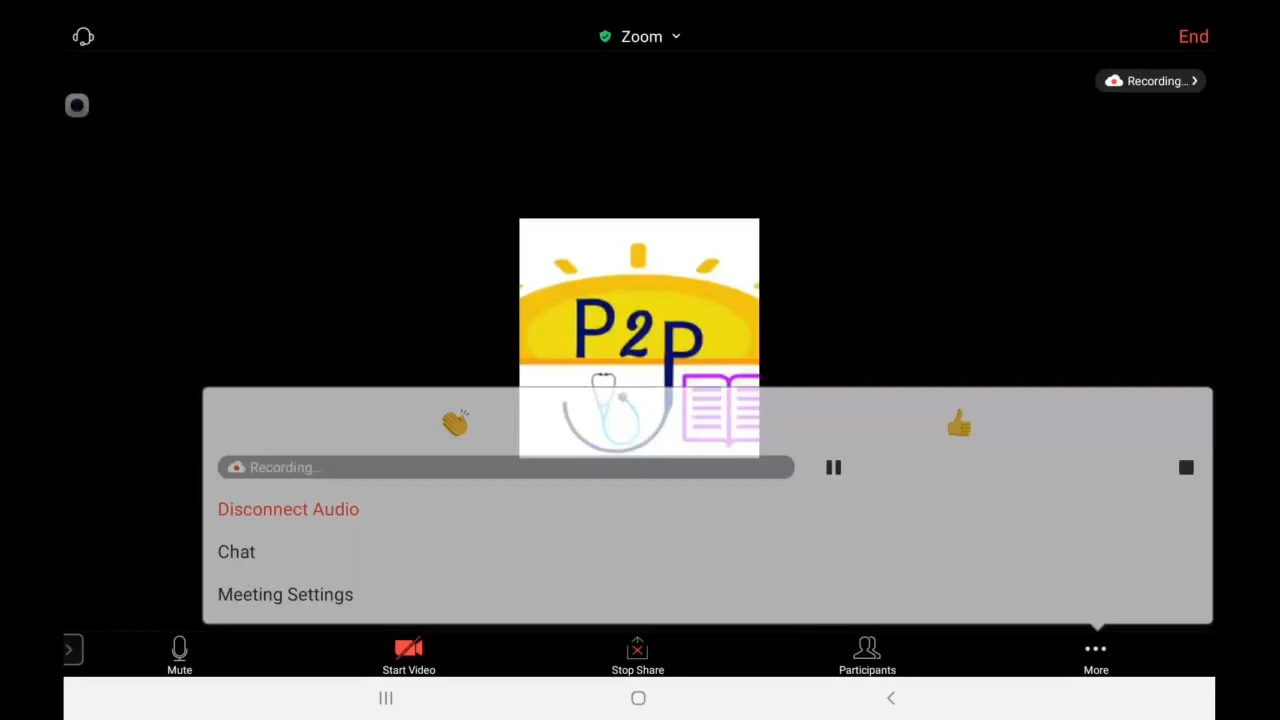 Zoom
End
Recording...
P2P
Recording...
Disconnect Audio
Chat
Meeting Settings
Mute
Start Video
Stop Share
Participants
More